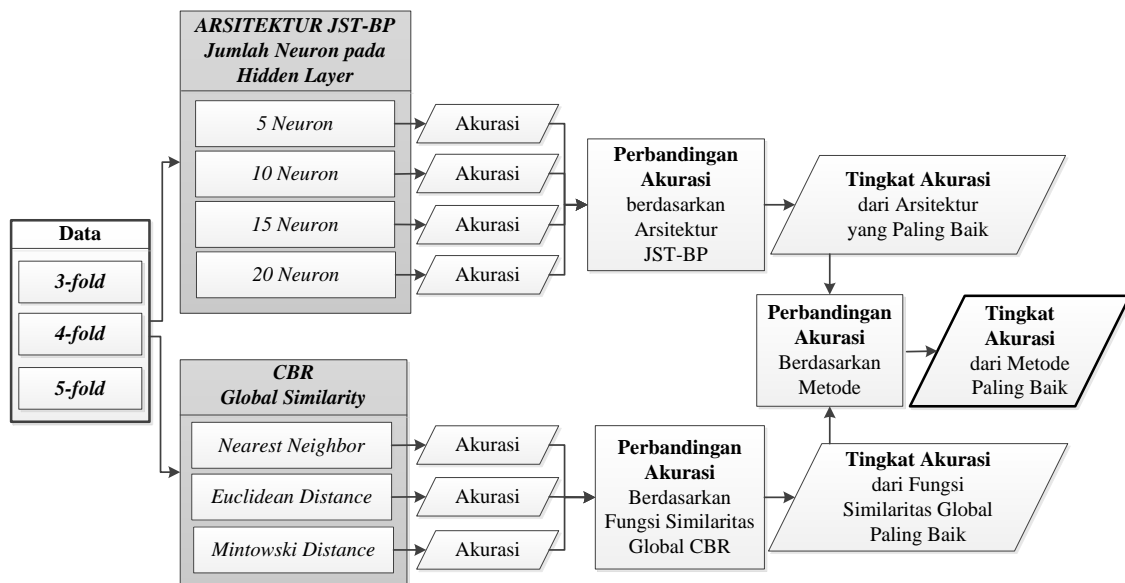 Data
3-fold
4-fold
5-fold
ARSITEKTUR JST-BP
Jumlah Neuron pada
Hidden Layer
5 Neuron
Akurasi
10 Neuron
Akurasi
15 Neuron
Akurasi
20 Neuron
Akurasi
Perbandingan
Akurasi
berdasarkan
Arsitektur
JST-BP
Tingkat Akurasi
dari Arsitektur
yang Paling Baik
CBR
Global Similarity
Nearest Neighbor
Akurasi
Euclidean Distance
Akurasi
Mintowski Distance
Akurasi
Perbandingan
Akurasi
Berdasarkan
Fungsi Similaritas
Global CBR
Tingkat Akurasi
dari Fungsi
Similaritas Global
Paling Baik
Perbandingan
Akurasi
Berdasarkan
Metode
Tingkat
Akurasi
dari Metode
Paling Baik